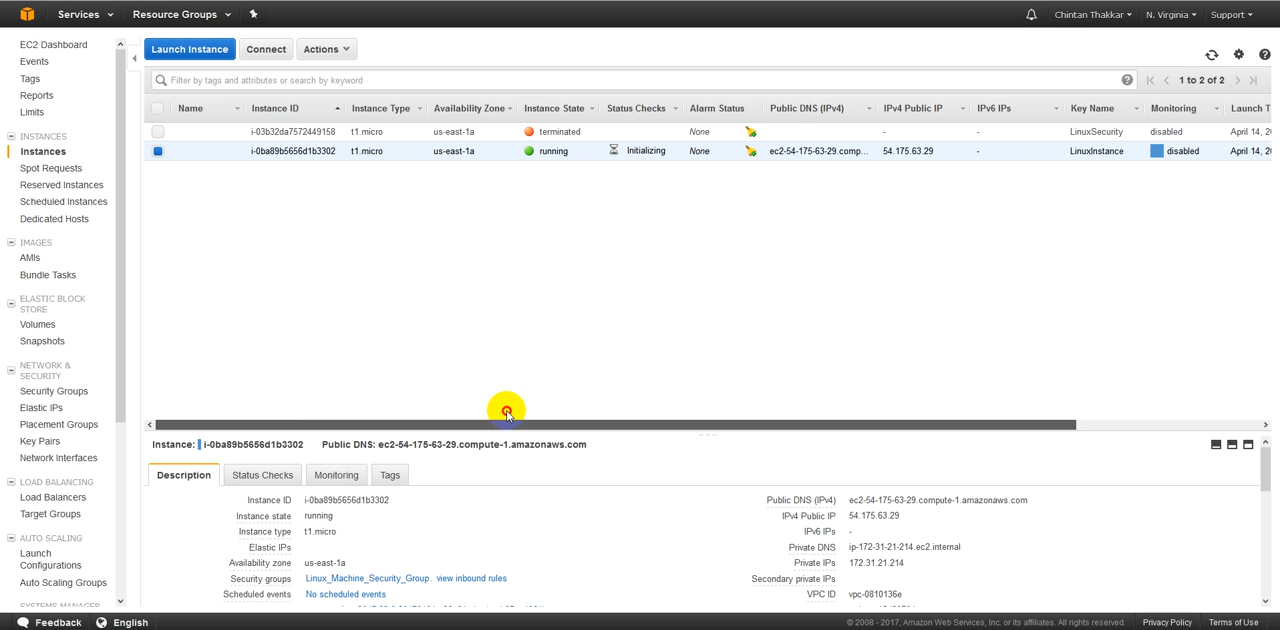 Services Resource Groups Chintan Thakkar N. Virginia Support
EC2 Dashboard
Events
Tags
Reports
Limits
INSTANCES
Instances
Spot Requests
Reserved Instances
Scheduled Instances
Dedicated Hosts
IMAGES
AMIs
Bundle Tasks
ELASTIC BLOCK
STORE
Volumes
Snapshots
NETWORK &
SECURITY
Security Groups
Elastic IPs
Placement Groups
Key Pairs
Network Interfaces
LOAD BALANCING
Load Balancers
Target Groups
AUTO SCALING
Launch
Configurations
Auto Scaling Groups
SYSTEMS MANAGER
Launch Instance Connect Actions
Filter by tags and attributes or search by keyword 1 to 2 of 2
Name Instance ID Instance Type Availability Zone Instance State Status Checks Alarm Status Public DNS (IPv4) IPv4 Public IP IPv6 IPs Key Name Monitoring Launch T
i-03b32da7572449158 t1.micro us-east-1a terminated None - - LinuxSecurity disabled April 14, 20
i-0ba89b5656d1b3302 t1.micro us-east-1a running Initializing None ec2-54-175-63-29.comp... 54.175.63.29 - LinuxInstance disabled April 14, 20
Instance: i-0ba89b5656d1b3302 Public DNS: ec2-54-175-63-29.compute-1.amazonaws.com
Description Status Checks Monitoring Tags
Instance ID i-0ba89b5656d1b3302 Public DNS (IPv4) ec2-54-175-63-29.compute-1.amazonaws.com
Instance state running IPv4 Public IP 54.175.63.29
Instance type t1.micro IPv6 IPs -
Elastic IPs Private DNS ip-172-31-21-214.ec2.internal
Availability zone us-east-1a Private IPs 172.31.21.214
Security groups Linux_Machine_Security_Group. view inbound rules Secondary private IPs
Scheduled events No scheduled events VPC ID vpc-0810136e
Feedback English © 2008 - 2017, Amazon Web Services, Inc. or its affiliates. All rights reserved. Privacy Policy Terms of Use